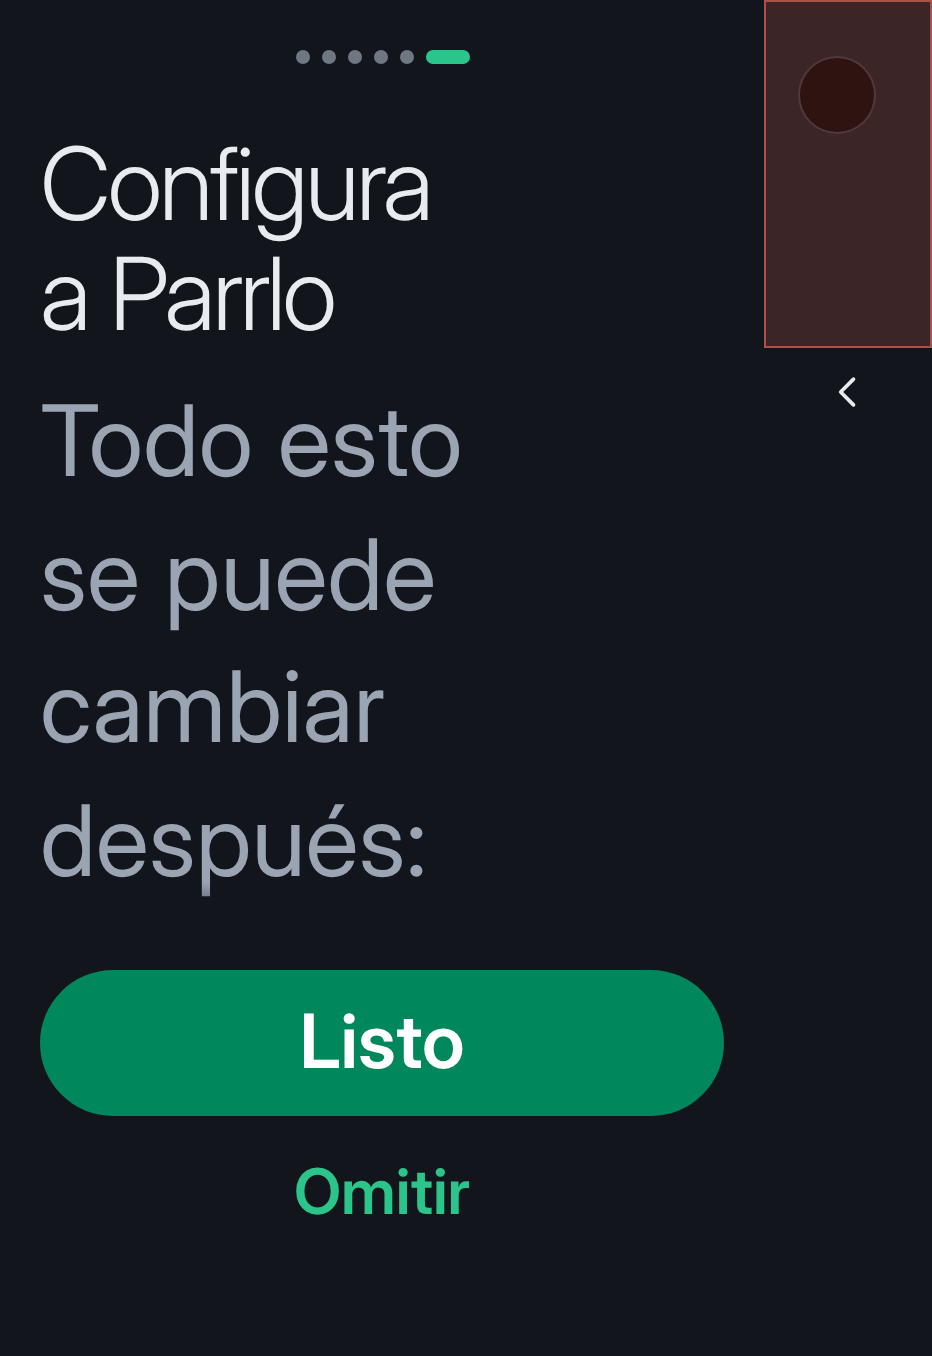 Configura
a Parrlo
Todo esto
se puede
cambiar
después:
Listo
Omitir